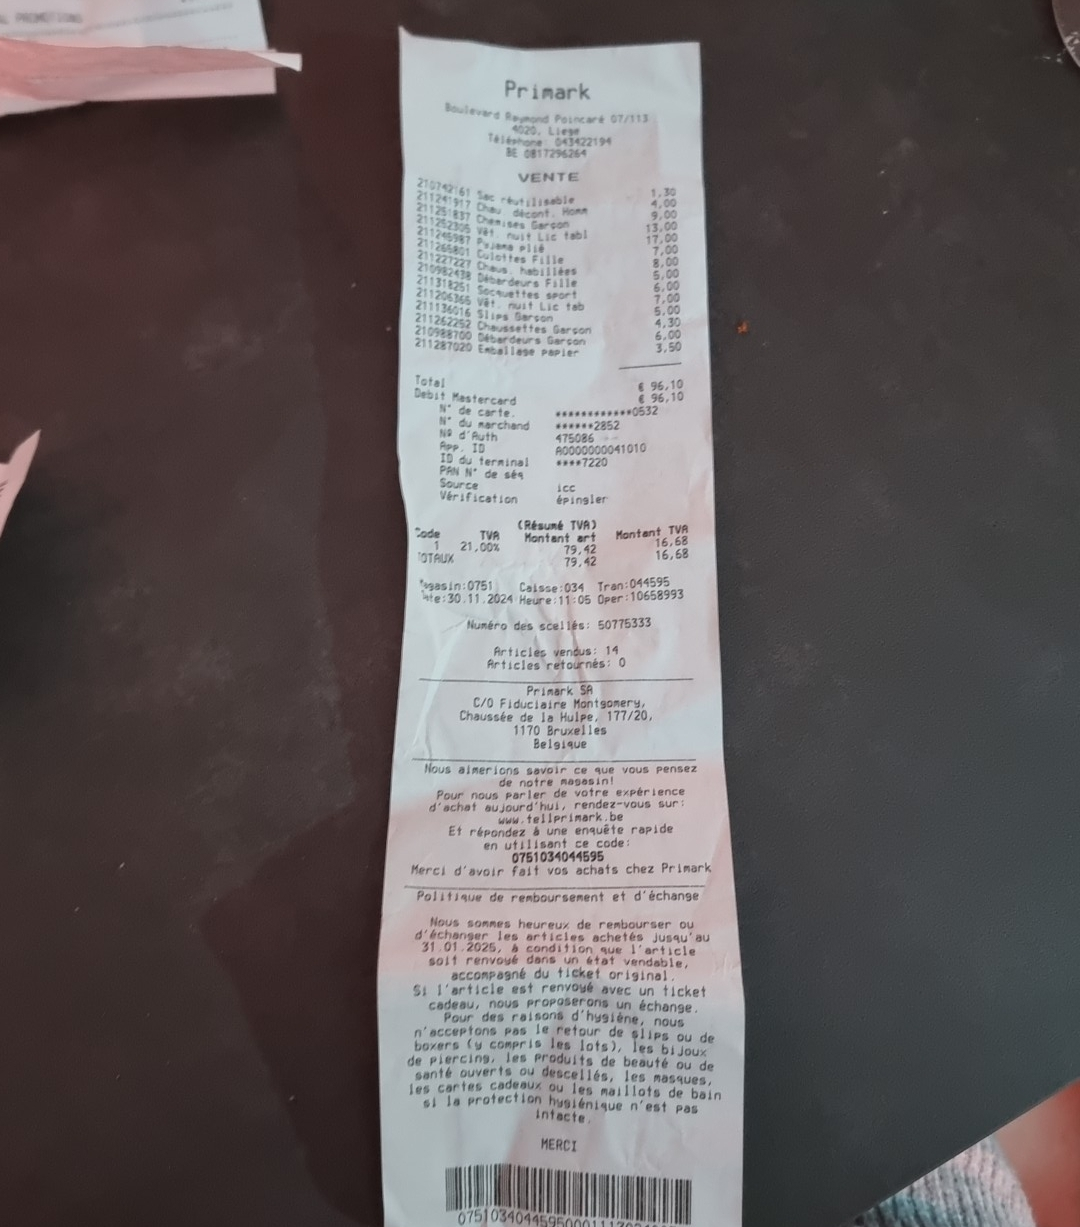 L PROMOTIONS
Primark
Boulevard Raymond Poincaré 07/113
4020, Liege
Téléphone 043422194
BE 0817296264
VENTE
210742161 Sac réutilisable 1,30
211241917 Chau. décont. Homm 4,00
211251837 Chemises Garson 9,00
211252305 Vêt. nuit Lic tabl 13,00
211245987 Pyjama plié 17,00
211265801 Culottes Fille 7,00
211227227 Chaus. habillées 8,00
210982438 Débardeurs Fille 5,00
211318251 Socquettes sport 6,00
211206365 Vêt. nuit Lic tab 7,00
211136016 Slips Garson 5,00
211262252 Chaussettes Garson 4,30
210988700 Débardeurs Garson 6,00
211287020 Emballage papier 3,50
Total € 96,10
Debit Mastercard € 96,10
N° de carte. ************0532
N° du marchand ******2852
Nº d'Auth 475086
App. ID A0000000041010
ID du terminal ****7220
PAN N° de séq
Source icc
Vérification épingler
(Résumé TVA)
Code TVA Montant art Montant TVA
1 21,00% 79,42 16,68
TOTAUX 79,42 16,68
Magasin:0751 Caisse:034 Tran:044595
Date:30.11.2024 Heure:11:05 Oper:10658993
Numéro des scellés: 50775333
Articles vendus: 14
Articles retournés: 0
Primark SA
C/O Fiduciaire Montgomery,
Chaussée de la Hulpe, 177/20,
1170 Bruxelles
Belgique
Nous aimerions savoir ce que vous pensez
de notre magasin!
Pour nous parler de votre expérience
d'achat aujourd'hui, rendez-vous sur:
www.tellprimark.be
Et répondez à une enquête rapide
en utilisant ce code:
0751034044595
Merci d'avoir fait vos achats chez Primark
Politique de remboursement et d'échange
Nous sommes heureux de rembourser ou
d'échanger les articles achetés jusqu'au
31.01.2025, à condition que l'article
soit renvoyé dans un état vendable,
accompagné du ticket original.
Si l'article est renvoyé avec un ticket
cadeau, nous proposerons un échange.
Pour des raisons d'hygiène, nous
n'acceptons pas le retour de slips ou de
boxers (y compris les lots), les bijoux
de piercing, les produits de beauté ou de
santé ouverts ou descellés, les masques,
les cartes cadeaux ou les maillots de bain
si la protection hygiénique n'est pas
intacte.
MERCI